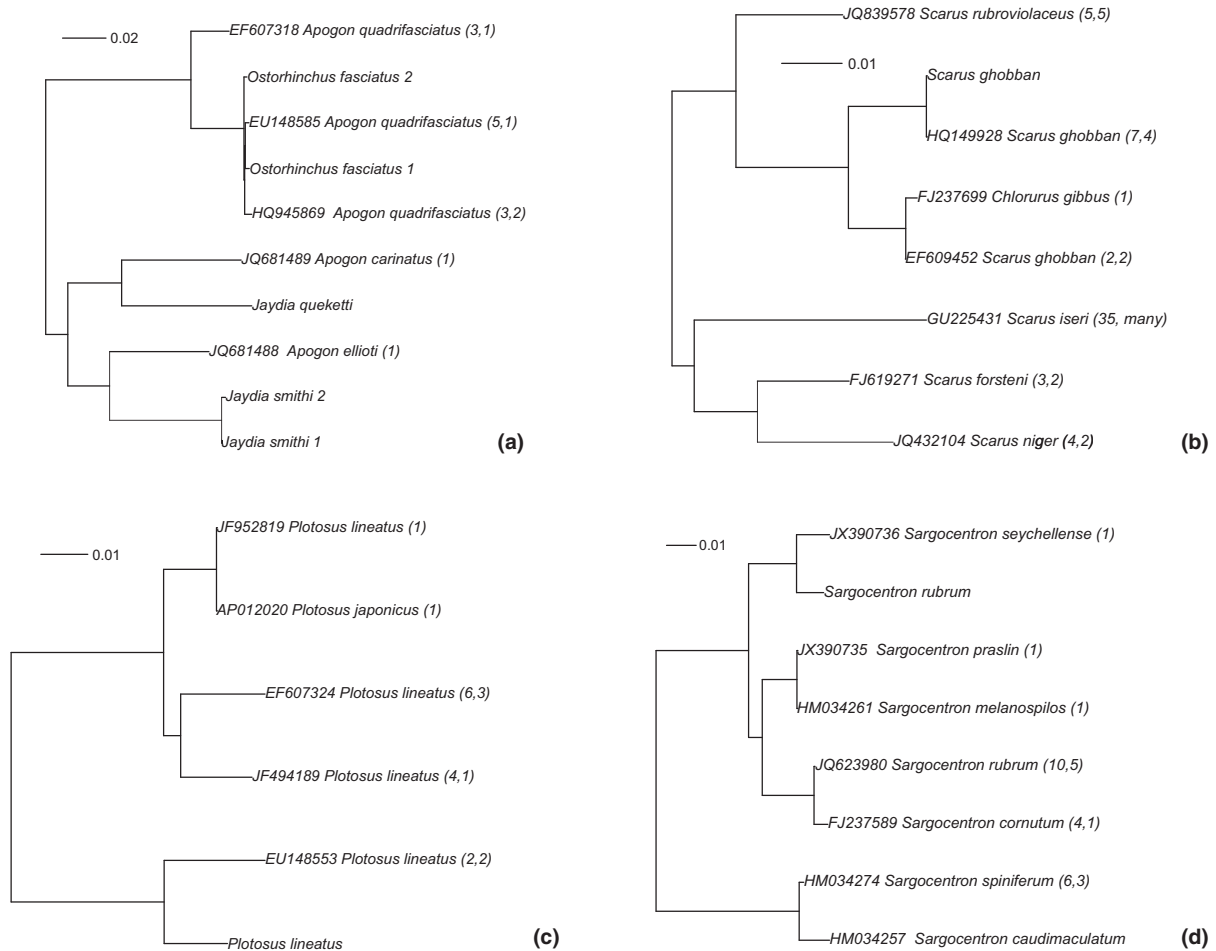 0.02
EF607318 Apogon quadrifasciatus (3,1)
Ostorhinchus fasciatus 2
EU148585 Apogon quadrifasciatus (5,1)
Ostorhinchus fasciatus 1
HQ945869 Apogon quadrifasciatus (3,2)
JQ681489 Apogon carinatus (1)
Jaydia queketti
JQ681488 Apogon ellioti (1)
Jaydia smithi 2
Jaydia smithi 1
(a)
JQ839578 Scarus rubroviolaceus (5,5)
0.01
Scarus ghobban
HQ149928 Scarus ghobban (7,4)
FJ237699 Chlorurus gibbus (1)
EF609452 Scarus ghobban (2,2)
GU225431 Scarus iseri (35, many)
FJ619271 Scarus forsteni (3,2)
JQ432104 Scarus niger (4,2)
(b)
JF952819 Plotosus lineatus (1)
0.01
AP012020 Plotosus japonicus (1)
EF607324 Plotosus lineatus (6,3)
JF494189 Plotosus lineatus (4,1)
EU148553 Plotosus lineatus (2,2)
Plotosus lineatus
(c)
JX390736 Sargocentron seychellense (1)
0.01
Sargocentron rubrum
JX390735 Sargocentron praslin (1)
HM034261 Sargocentron melanospilos (1)
JQ623980 Sargocentron rubrum (10,5)
FJ237589 Sargocentron cornutum (4,1)
HM034274 Sargocentron spiniferum (6,3)
HM034257 Sargocentron caudimaculatum
(d)